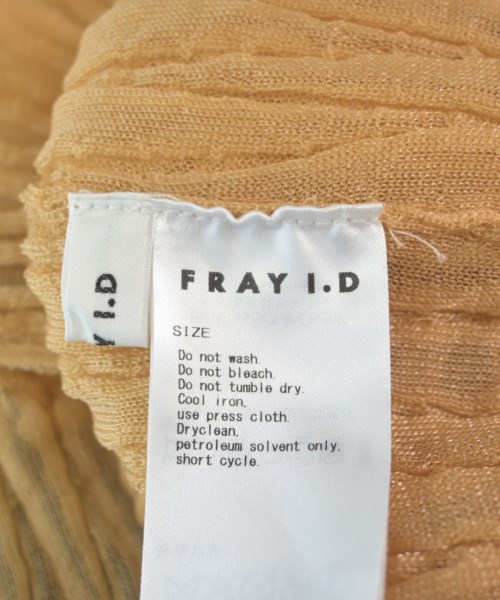 FRAY I.D
Y I.D
SIZE
Do not wash.
Do not bleach.
Do not tumble dry.
Cool iron,
use press cloth.
Dryclean,
petroleum solvent only.
short cycle.